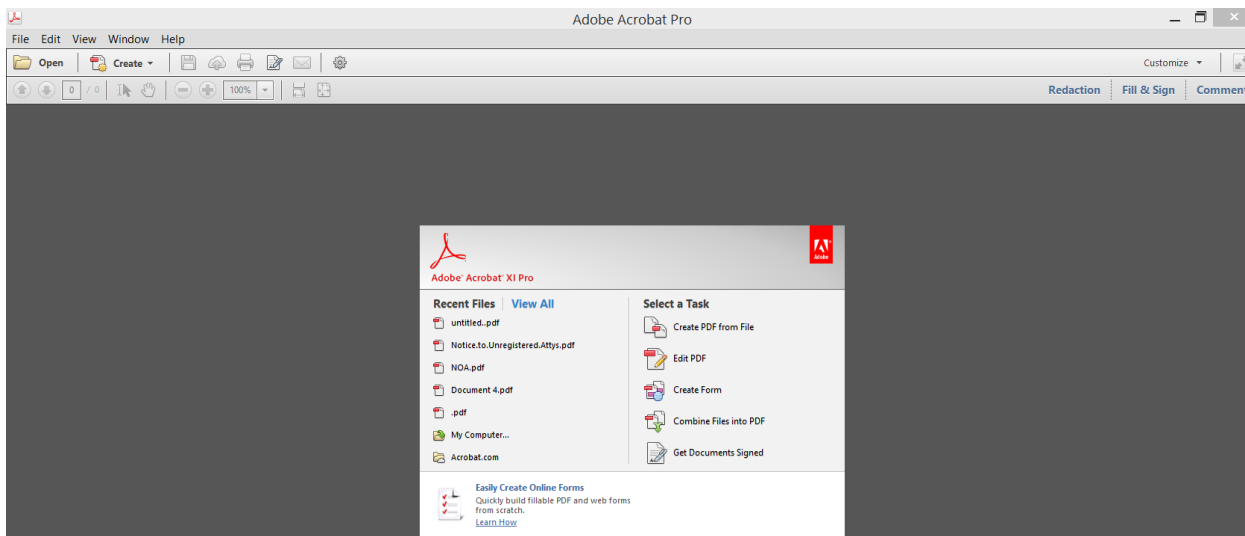 Adobe Acrobat Pro
File Edit View Window Help
Open Create Customize
0 / 0 100% Redaction Fill & Sign Comment
Adobe
Adobe® Acrobat® XI Pro
Recent Files View All
untitled..pdf
Notice.to.Unregistered.Attys.pdf
NOA.pdf
Document 4.pdf
.pdf
My Computer...
Acrobat.com
Select a Task
Create PDF from File
Edit PDF
Create Form
Combine Files into PDF
Get Documents Signed
Easily Create Online Forms
Quickly build fillable PDF and web forms
from scratch.
Learn How